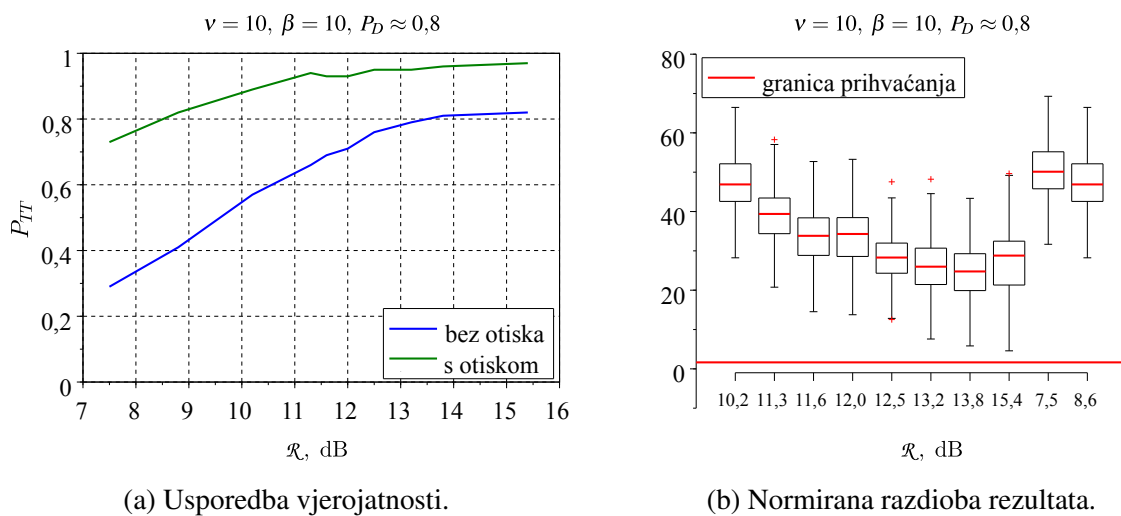 ν = 10, β = 10, P_D ≈ 0,8
P_TT
1
0,8
0,6
0,4
0,2
0
bez otiska
s otiskom
7 8 9 10 11 12 13 14 15 16
ℛ, dB
(a) Usporedba vjerojatnosti.
ν = 10, β = 10, P_D ≈ 0,8
80
60
40
20
0
granica prihvaćanja
10,2 11,3 11,6 12,0 12,5 13,2 13,8 15,4 7,5 8,6
ℛ, dB
(b) Normirana razdioba rezultata.